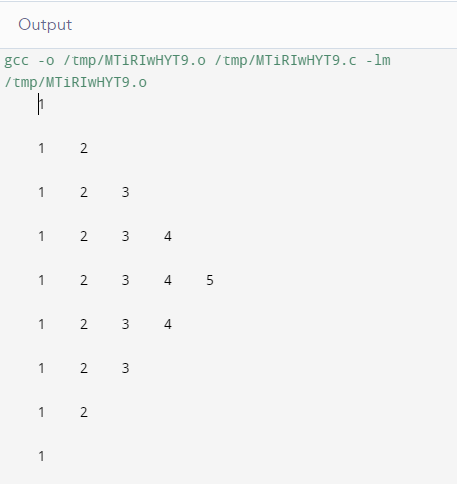 Output
gcc -o /tmp/MTiRIwHYT9.o /tmp/MTiRIwHYT9.c -lm
/tmp/MTiRIwHYT9.o
1
1 2
1 2 3
1 2 3 4
1 2 3 4 5
1 2 3 4
1 2 3
1 2
1